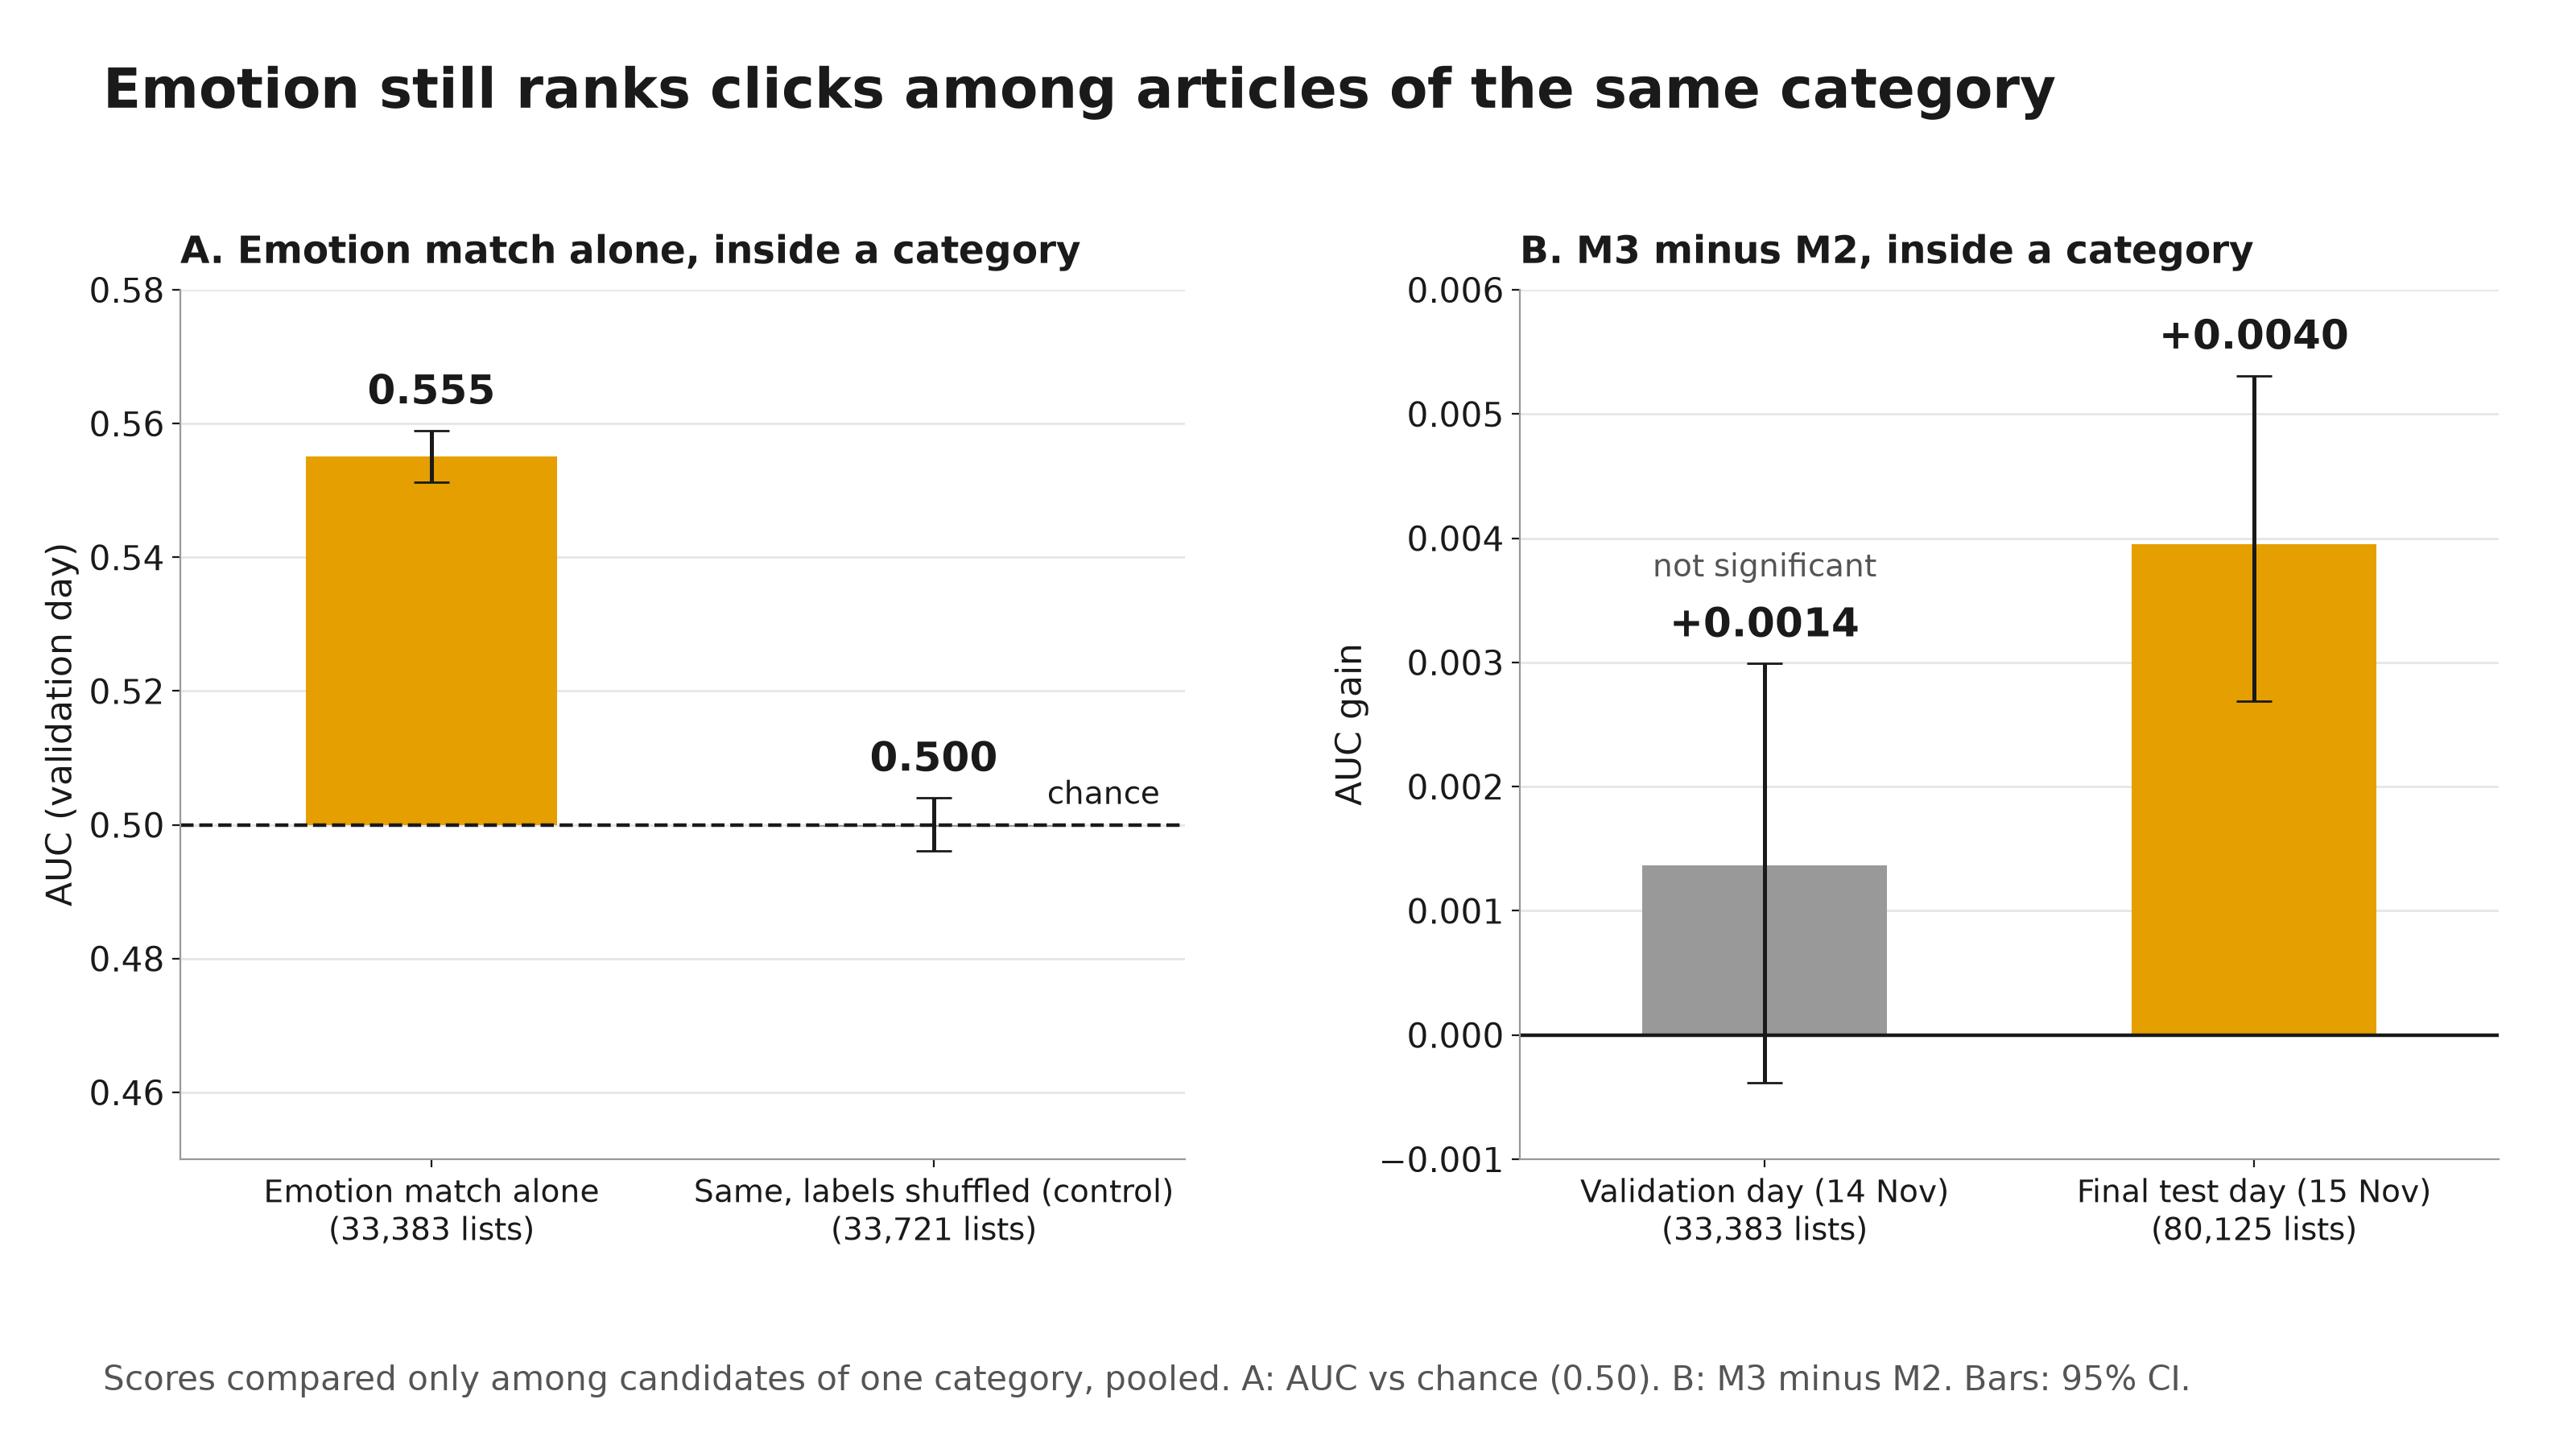 Emotion still ranks clicks among articles of the same category
A. Emotion match alone, inside a category
0.58
0.56
0.54
0.52
0.50
0.48
0.46
AUC (validation day)
0.555
0.500
chance
Emotion match alone
(33,383 lists)
Same, labels shuffled (control)
(33,721 lists)
B. M3 minus M2, inside a category
0.006
0.005
0.004
0.003
0.002
0.001
0.000
−0.001
AUC gain
not significant
+0.0014
+0.0040
Validation day (14 Nov)
(33,383 lists)
Final test day (15 Nov)
(80,125 lists)
Scores compared only among candidates of one category, pooled. A: AUC vs chance (0.50). B: M3 minus M2. Bars: 95% CI.